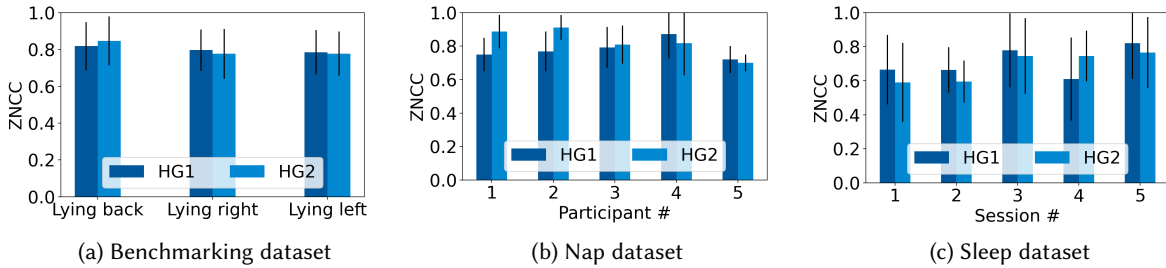 1.0
0.8
0.6
0.4
0.2
0.0
ZNCC
HG1 HG2
Lying back Lying right Lying left
(a) Benchmarking dataset
1.0
0.8
0.6
0.4
0.2
0.0
ZNCC
HG1 HG2
1 2 3 4 5
Participant #
(b) Nap dataset
1.0
0.8
0.6
0.4
0.2
0.0
ZNCC
HG1 HG2
1 2 3 4 5
Session #
(c) Sleep dataset